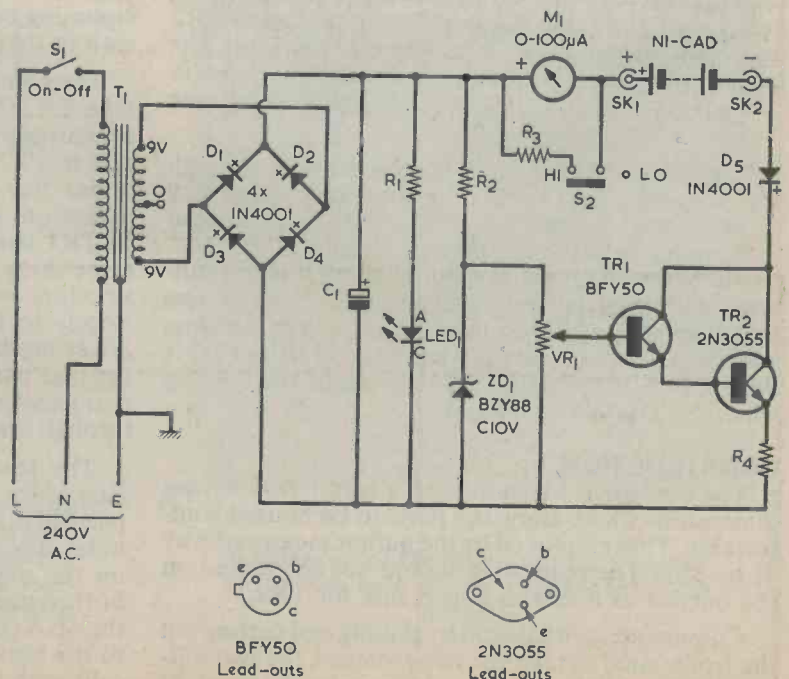 M1
0-100µA
S1
On-Off
T1
+
+
NI-CAD
-
SK1
+
SK2
9V
O
9V
D1
D2
4x
1N4001
D3
D4
x
x
x
x
R1
R2
R3
HI
LO
S2
D5
1N4001
+
TR1
BFY50
TR2
2N3055
C1
+
A
C
LED1
VR1
ZD1
BZY88
C10V
R4
L N E
240V
A.C.
e b
c
BFY50
Lead-outs
c b
e
2N3055
Lead-outs